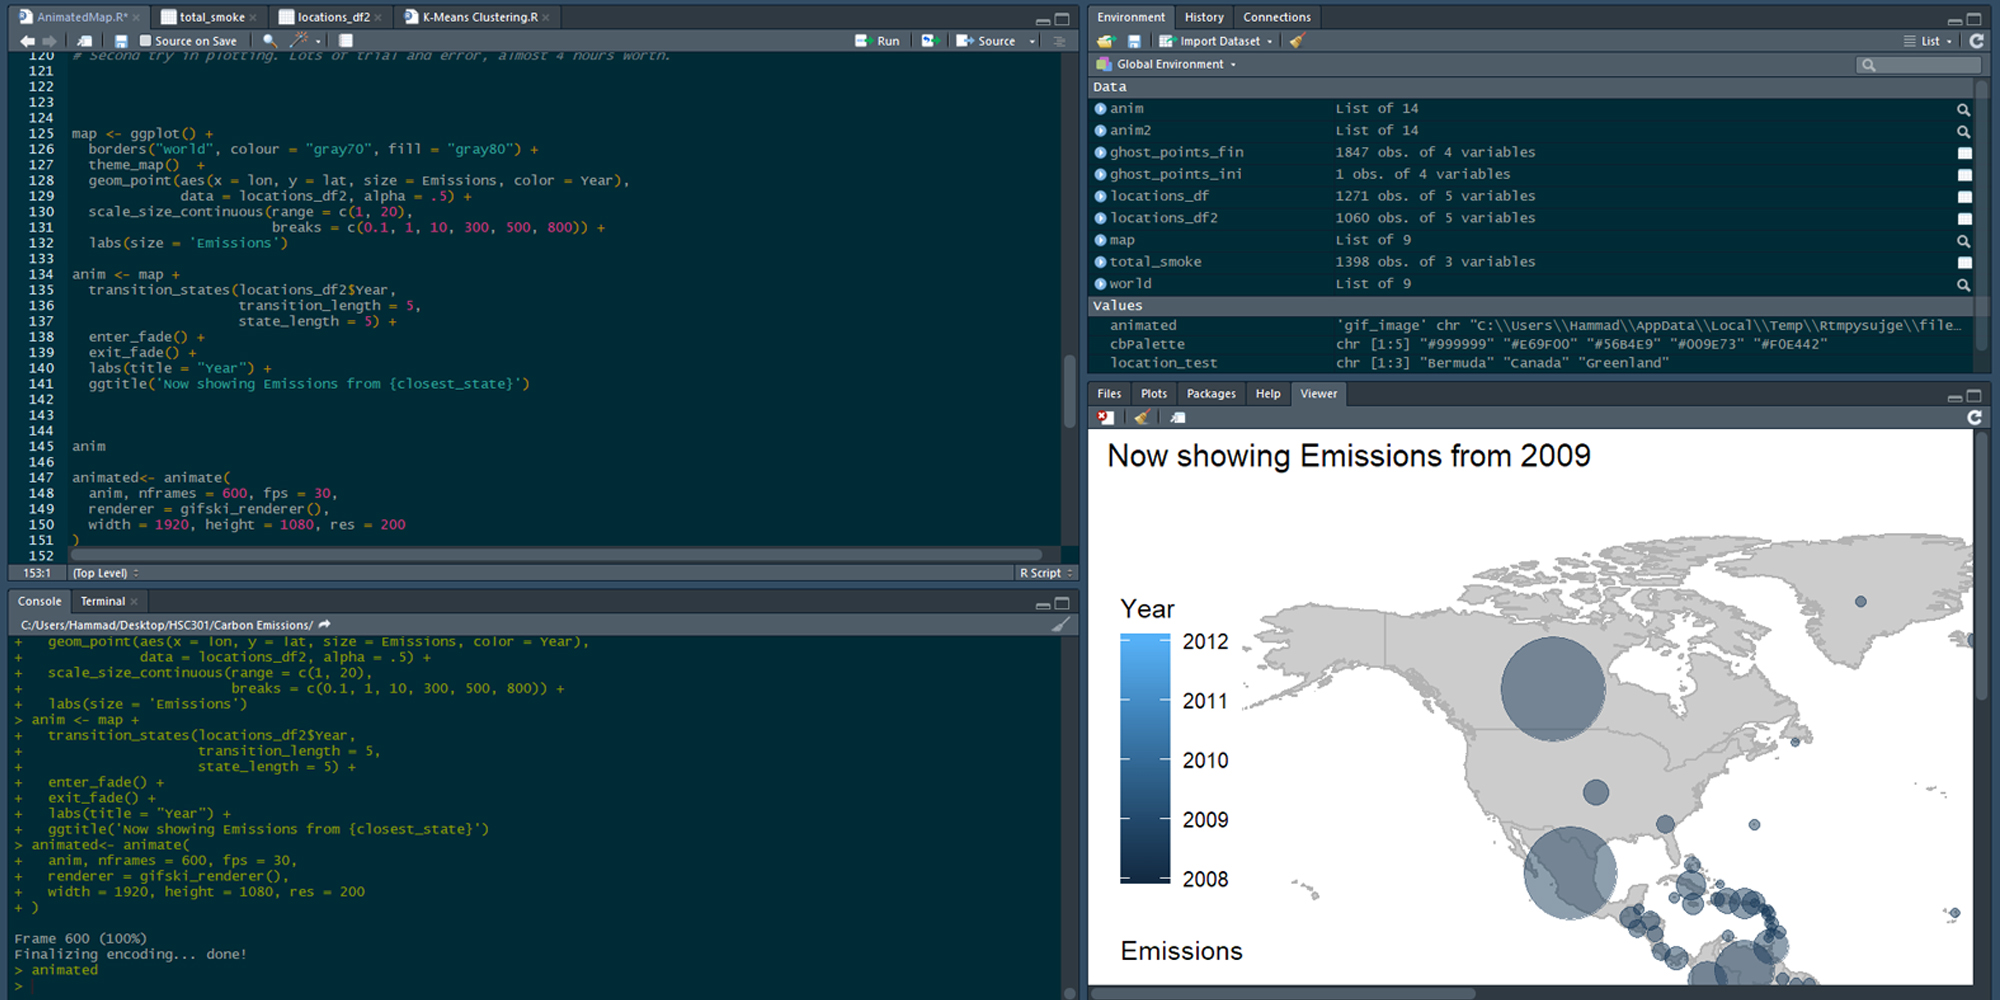 AnimatedMap.R* total_smoke locations_df2 K-Means Clustering.R
Source on Save Run Source
120 # Second try in plotting. Lots of trial and error, almost 4 hours worth.
121
122
123
124
125 map <- ggplot() +
126 borders("world", colour = "gray70", fill = "gray80") +
127 theme_map() +
128 geom_point(aes(x = lon, y = lat, size = Emissions, color = Year),
129 data = locations_df2, alpha = .5) +
130 scale_size_continuous(range = c(1, 20),
131 breaks = c(0.1, 1, 10, 300, 500, 800)) +
132 labs(size = 'Emissions')
133
134 anim <- map +
135 transition_states(locations_df2$Year,
136 transition_length = 5,
137 state_length = 5) +
138 enter_fade() +
139 exit_fade() +
140 labs(title = "Year") +
141 ggtitle('Now showing Emissions from {closest_state}')
142
143
144
145 anim
146
147 animated<- animate(
148 anim, nframes = 600, fps = 30,
149 renderer = gifski_renderer(),
150 width = 1920, height = 1080, res = 200
151 )
152
153:1 (Top Level) R Script
Console Terminal
C:/Users/Hammad/Desktop/HSC301/Carbon Emissions/
+ geom_point(aes(x = lon, y = lat, size = Emissions, color = Year),
+ data = locations_df2, alpha = .5) +
+ scale_size_continuous(range = c(1, 20),
+ breaks = c(0.1, 1, 10, 300, 500, 800)) +
+ labs(size = 'Emissions')
> anim <- map +
+ transition_states(locations_df2$Year,
+ transition_length = 5,
+ state_length = 5) +
+ enter_fade() +
+ exit_fade() +
+ labs(title = "Year") +
+ ggtitle('Now showing Emissions from {closest_state}')
> animated<- animate(
+ anim, nframes = 600, fps = 30,
+ renderer = gifski_renderer(),
+ width = 1920, height = 1080, res = 200
+ )
Frame 600 (100%)
Finalizing encoding... done!
> animated
>
Environment History Connections
Import Dataset List
Global Environment
Data
anim List of 14
anim2 List of 14
ghost_points_fin 1847 obs. of 4 variables
ghost_points_ini 1 obs. of 4 variables
locations_df 1271 obs. of 5 variables
locations_df2 1060 obs. of 5 variables
map List of 9
total_smoke 1398 obs. of 3 variables
world List of 9
Values
animated 'gif_image' chr "C:\\Users\\Hammad\\AppData\\Local\\Temp\\Rtmpysujge\\file…
cbPalette chr [1:5] "#999999" "#E69F00" "#56B4E9" "#009E73" "#F0E442"
location_test chr [1:3] "Bermuda" "Canada" "Greenland"
Files Plots Packages Help Viewer
Now showing Emissions from 2009
Year
2012
2011
2010
2009
2008
Emissions